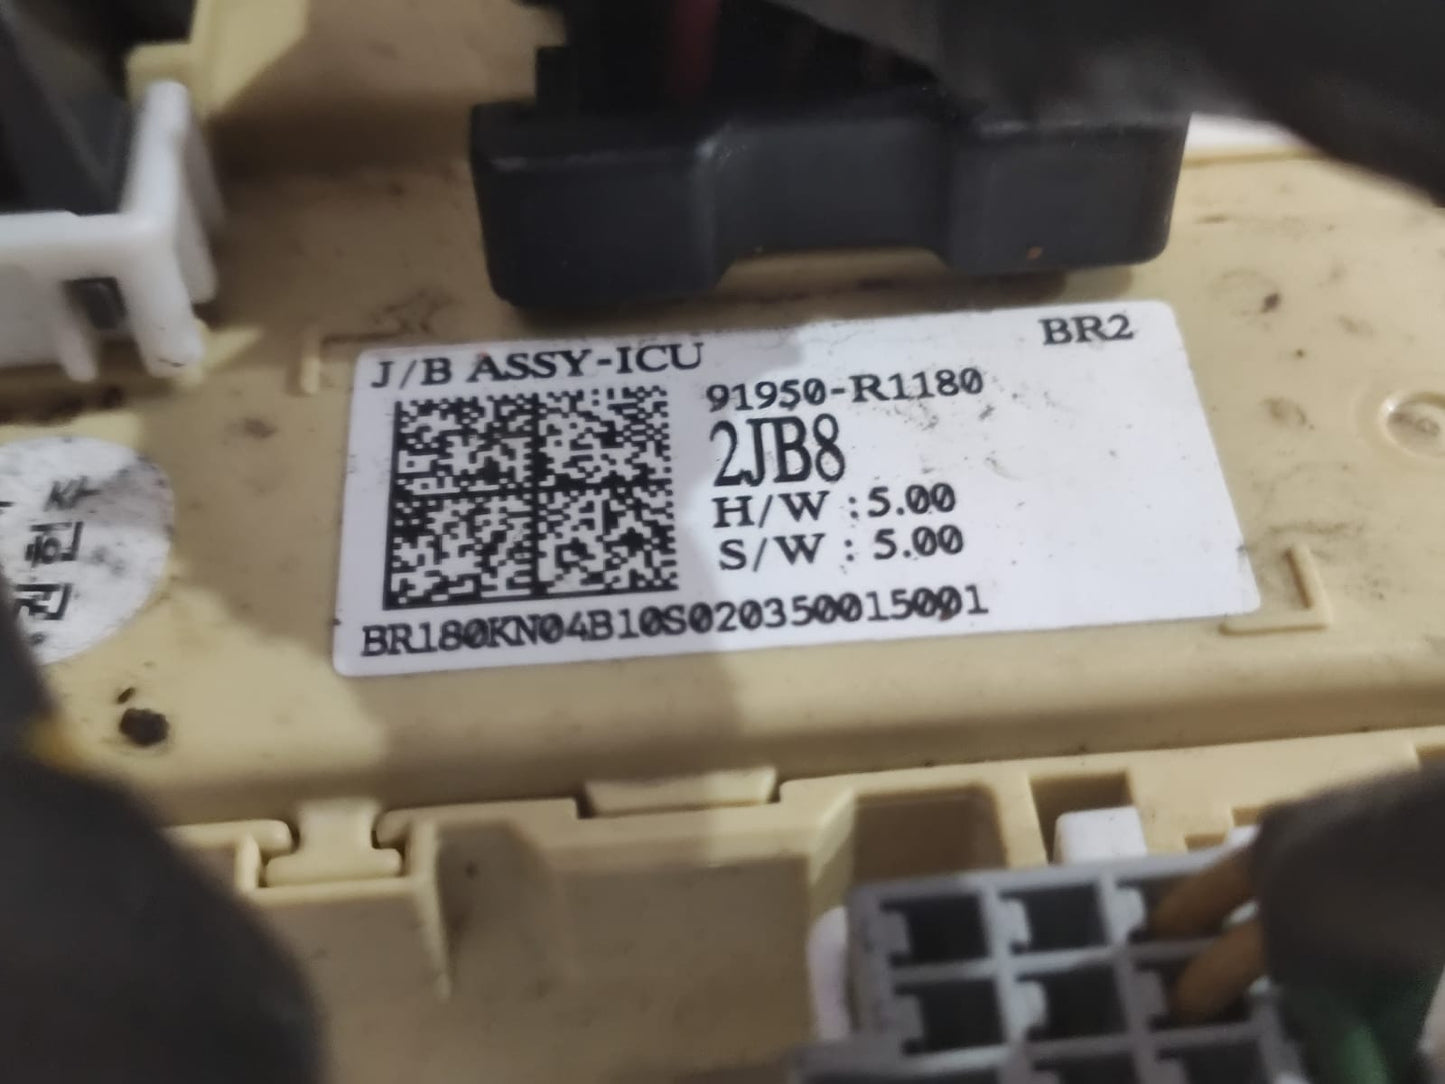 J/B ASSY-ICU
BR2
91950-R1180
2JB8
H/W :5.00
S/W : 5.00
BR180KN04B10S020350015001